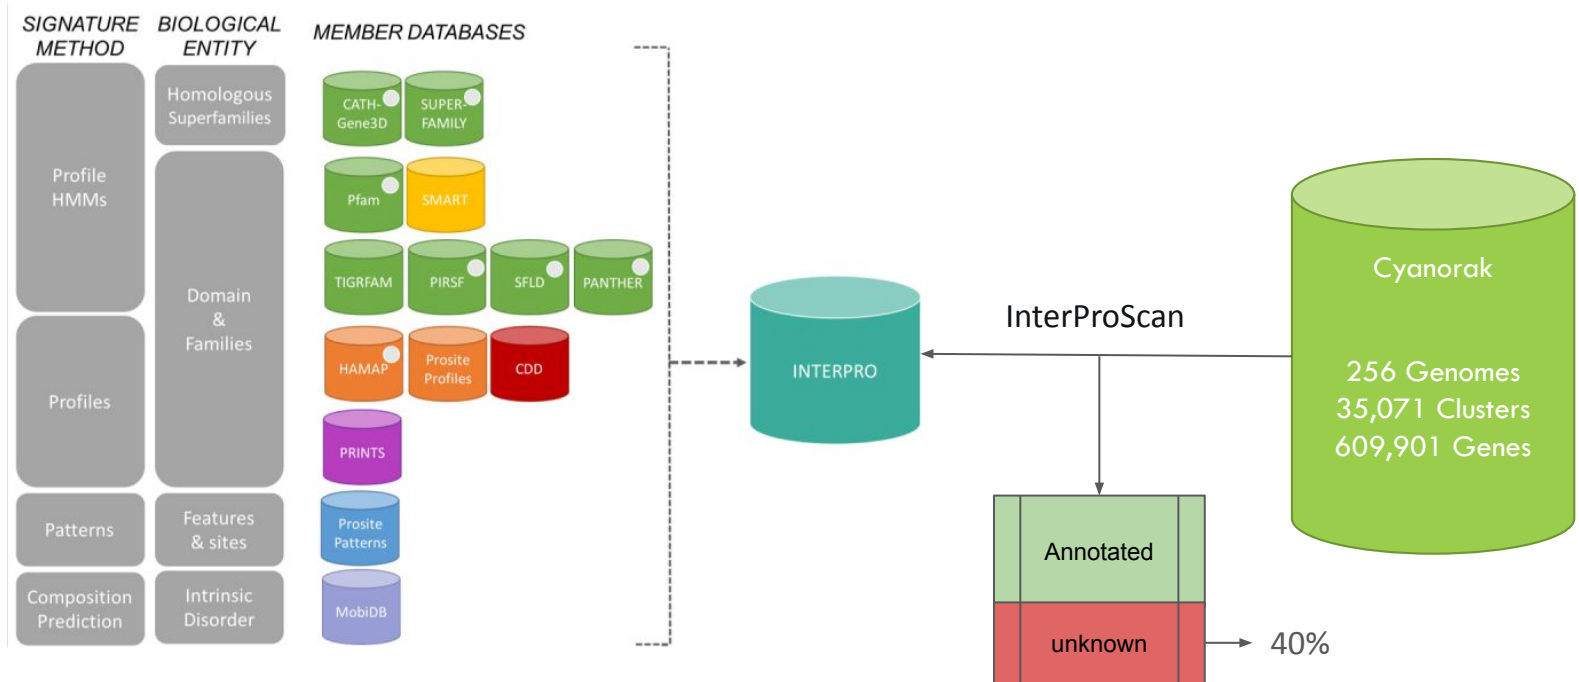 SIGNATURE
METHOD
BIOLOGICAL
ENTITY
MEMBER DATABASES
Profile
HMMs
Profiles
Patterns
Composition
Prediction
Homologous
Superfamilies
Domain
&
Families
Features
& sites
Intrinsic
Disorder
CATH-
Gene3D
SUPER-
FAMILY
Pfam
SMART
TIGRFAM
PIRSF
SFLD
PANTHER
HAMAP
Prosite
Profiles
CDD
PRINTS
Prosite
Patterns
MobiDB
INTERPRO
InterProScan
Cyanorak
256 Genomes
35,071 Clusters
609,901 Genes
Annotated
unknown
40%